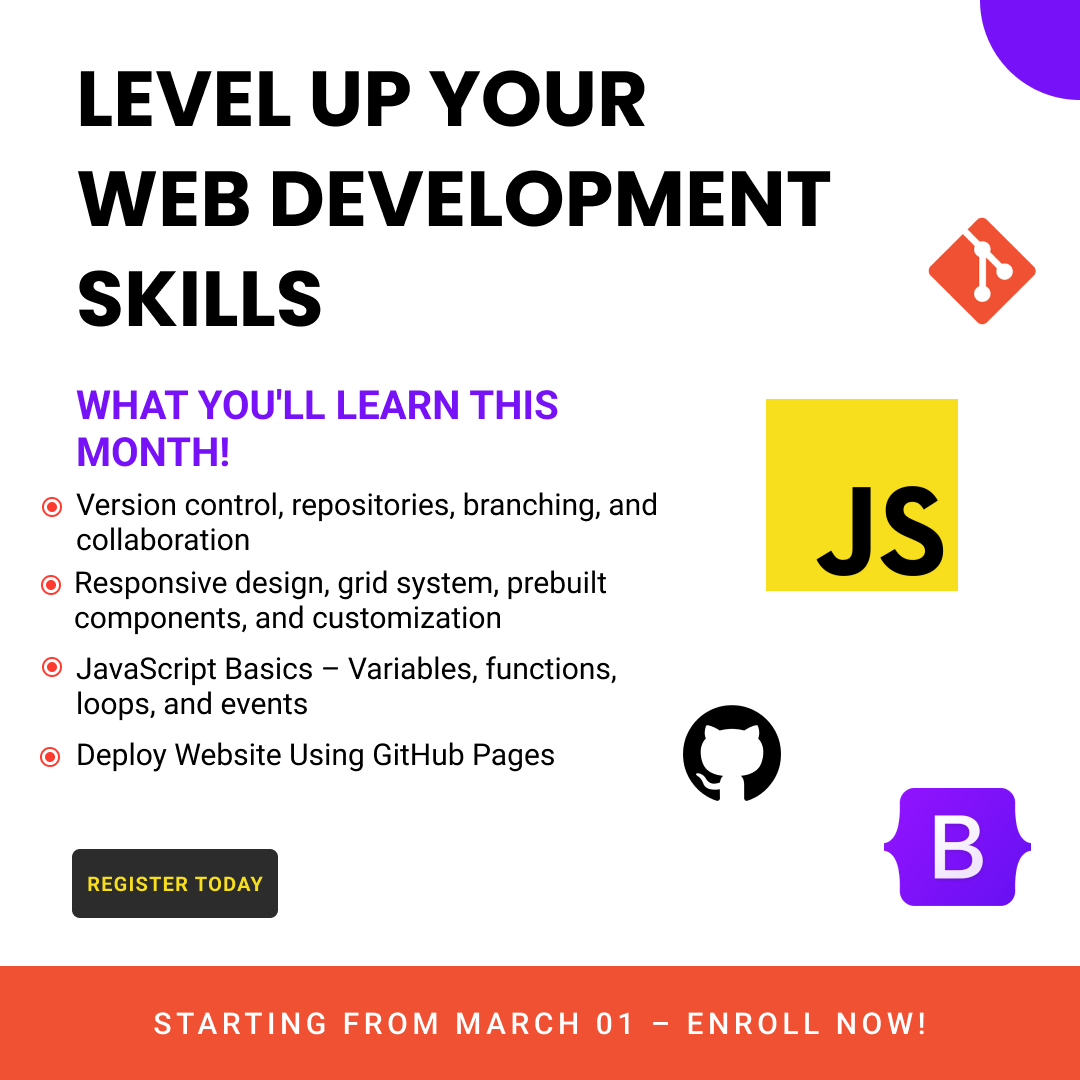 LEVEL UP YOUR
WEB DEVELOPMENT
SKILLS
WHAT YOU'LL LEARN THIS
MONTH!
Version control, repositories, branching, and
collaboration
Responsive design, grid system, prebuilt
components, and customization
JavaScript Basics – Variables, functions,
loops, and events
Deploy Website Using GitHub Pages
JS
B
REGISTER TODAY
STARTING FROM MARCH 01 – ENROLL NOW!